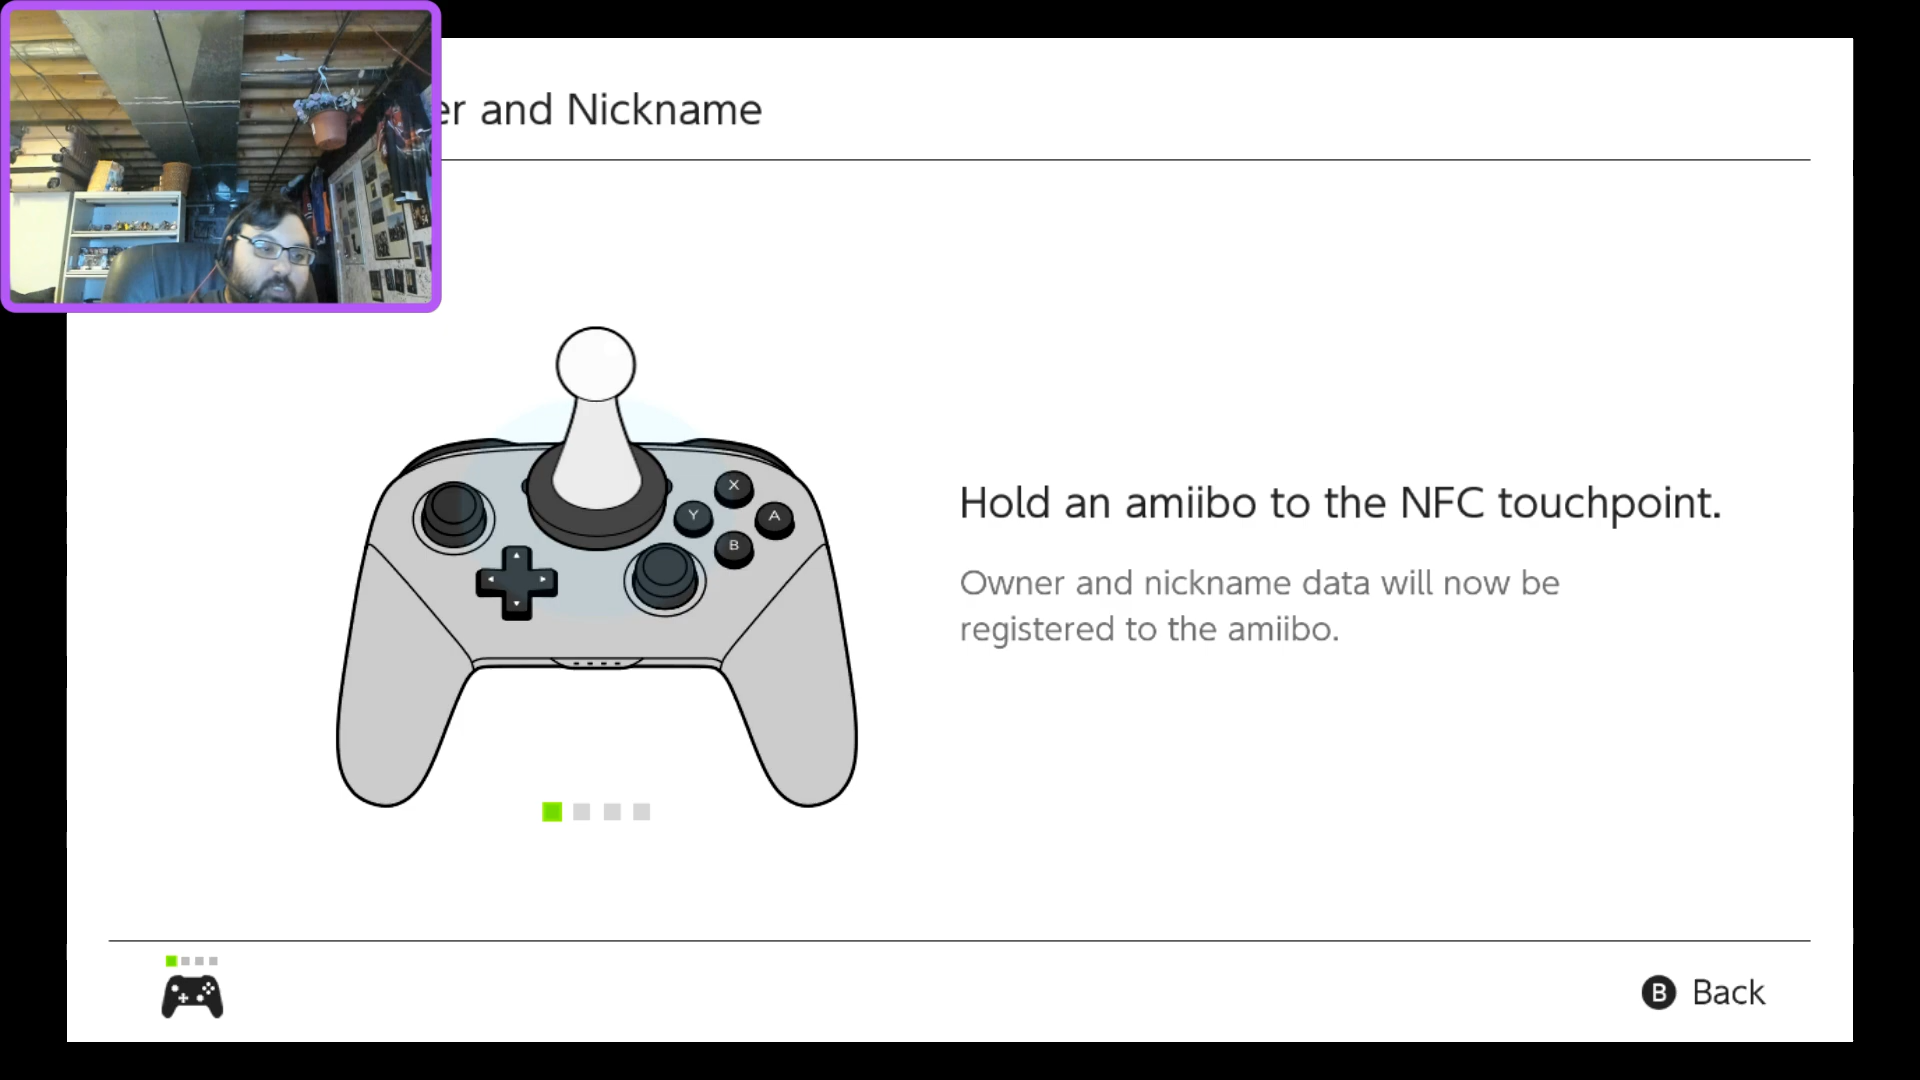 er and Nickname
X
Y
A
B
Hold an amiibo to the NFC touchpoint.
Owner and nickname data will now be
registered to the amiibo.
B Back